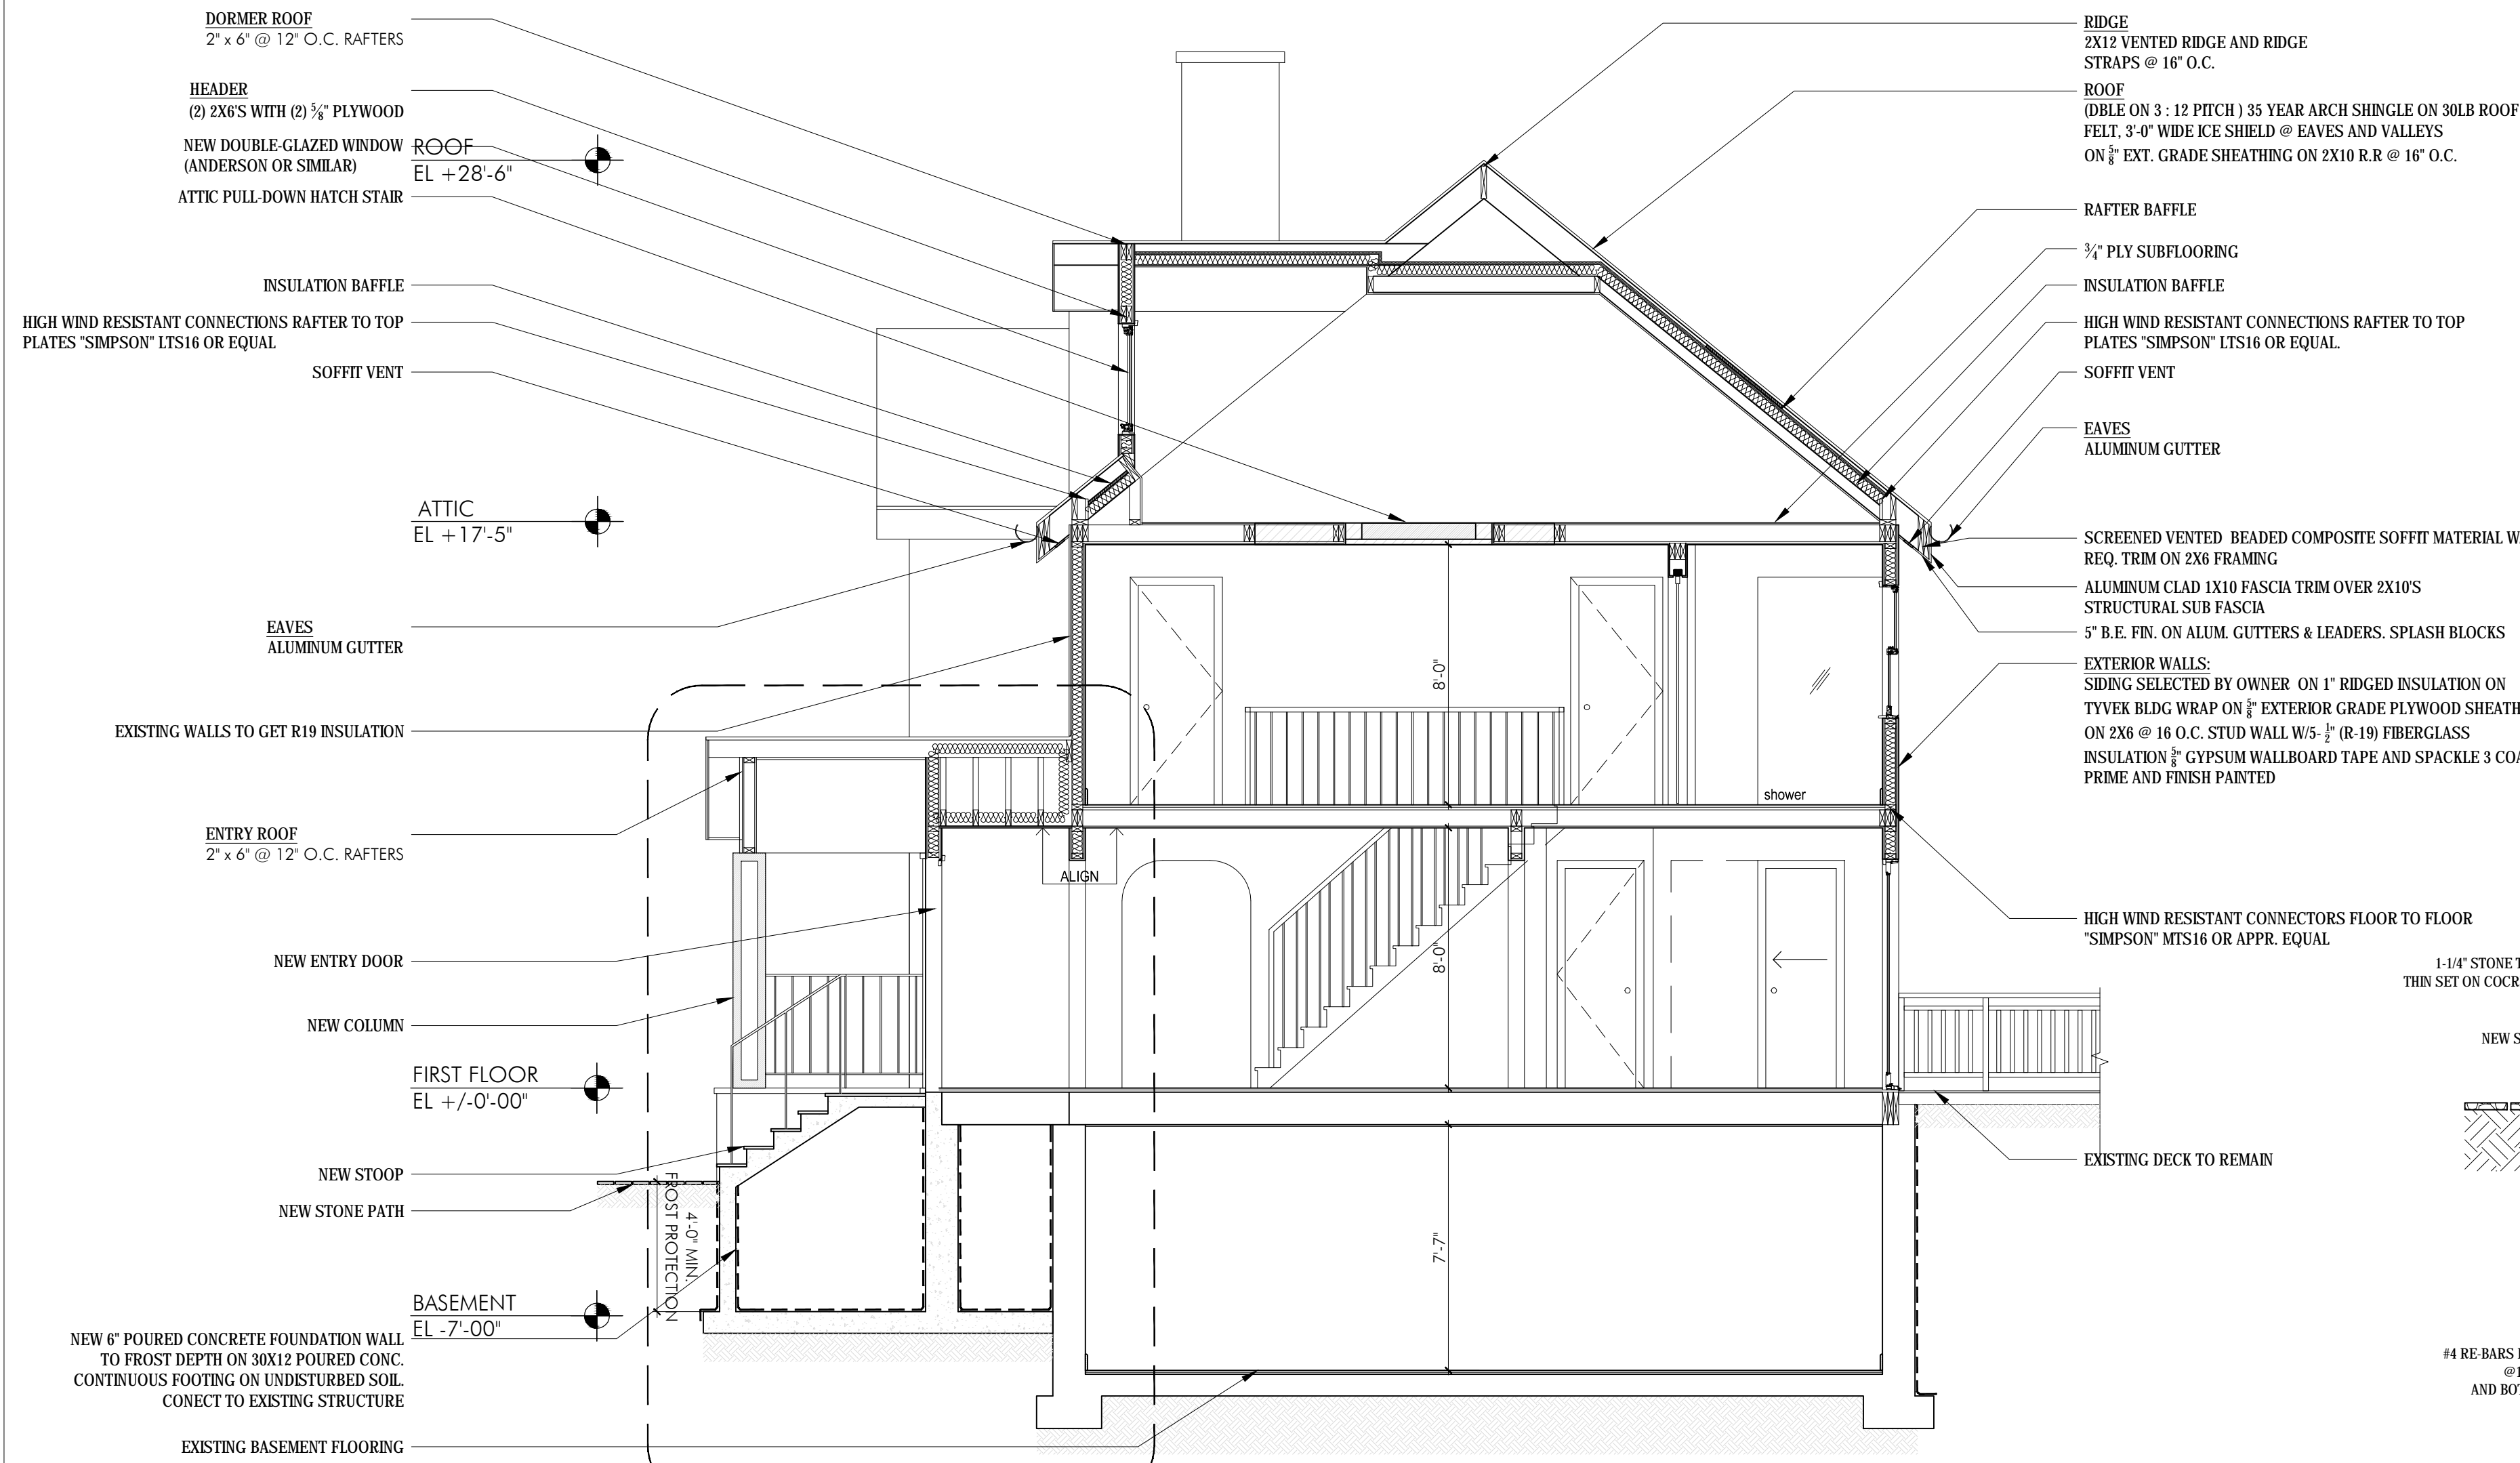 DORMER ROOF
2" x 6" @ 12" O.C. RAFTERS
HEADER
(2) 2X6'S WITH (2) ⅝" PLYWOOD
NEW DOUBLE-GLAZED WINDOW
(ANDERSON OR SIMILAR)
ROOF
EL +28'-6"
ATTIC PULL-DOWN HATCH STAIR
INSULATION BAFFLE
HIGH WIND RESISTANT CONNECTIONS RAFTER TO TOP
PLATES "SIMPSON" LTS16 OR EQUAL
SOFFIT VENT
ATTIC
EL +17'-5"
EAVES
ALUMINUM GUTTER
EXISTING WALLS TO GET R19 INSULATION
ENTRY ROOF
2" x 6" @ 12" O.C. RAFTERS
NEW ENTRY DOOR
NEW COLUMN
FIRST FLOOR
EL +/-0'-00"
NEW STOOP
NEW STONE PATH
BASEMENT
EL -7'-00"
NEW 6" POURED CONCRETE FOUNDATION WALL
TO FROST DEPTH ON 30X12 POURED CONC.
CONTINUOUS FOOTING ON UNDISTURBED SOIL.
CONECT TO EXISTING STRUCTURE
EXISTING BASEMENT FLOORING
4'-0" MIN.
FROST PROTECTION
8'-0"
shower
ALIGN
8'-0"
7'-7"
RIDGE
2X12 VENTED RIDGE AND RIDGE
STRAPS @ 16" O.C.
ROOF
(DBLE ON 3 : 12 PITCH ) 35 YEAR ARCH SHINGLE ON 30LB ROOF
FELT, 3'-0" WIDE ICE SHIELD @ EAVES AND VALLEYS
ON ⅝" EXT. GRADE SHEATHING ON 2X10 R.R @ 16" O.C.
RAFTER BAFFLE
¾" PLY SUBFLOORING
INSULATION BAFFLE
HIGH WIND RESISTANT CONNECTIONS RAFTER TO TOP
PLATES "SIMPSON" LTS16 OR EQUAL.
SOFFIT VENT
EAVES
ALUMINUM GUTTER
SCREENED VENTED BEADED COMPOSITE SOFFIT MATERIAL
REQ. TRIM ON 2X6 FRAMING
ALUMINUM CLAD 1X10 FASCIA TRIM OVER 2X10'S
STRUCTURAL SUB FASCIA
5" B.E. FIN. ON ALUM. GUTTERS & LEADERS. SPLASH BLOCKS
EXTERIOR WALLS:
SIDING SELECTED BY OWNER ON 1" RIDGED INSULATION ON
TYVEK BLDG WRAP ON ⅝" EXTERIOR GRADE PLYWOOD SHEATH
ON 2X6 @ 16 O.C. STUD WALL W/5- ½" (R-19) FIBERGLASS
INSULATION ⅝" GYPSUM WALLBOARD TAPE AND SPACKLE 3
PRIME AND FINISH PAINTED
HIGH WIND RESISTANT CONNECTORS FLOOR TO FLOOR
"SIMPSON" MTS16 OR APPR. EQUAL
1-1/4" STONE
THIN SET ON
NEW
EXISTING DECK TO REMAIN
#4 RE-BARS
AND